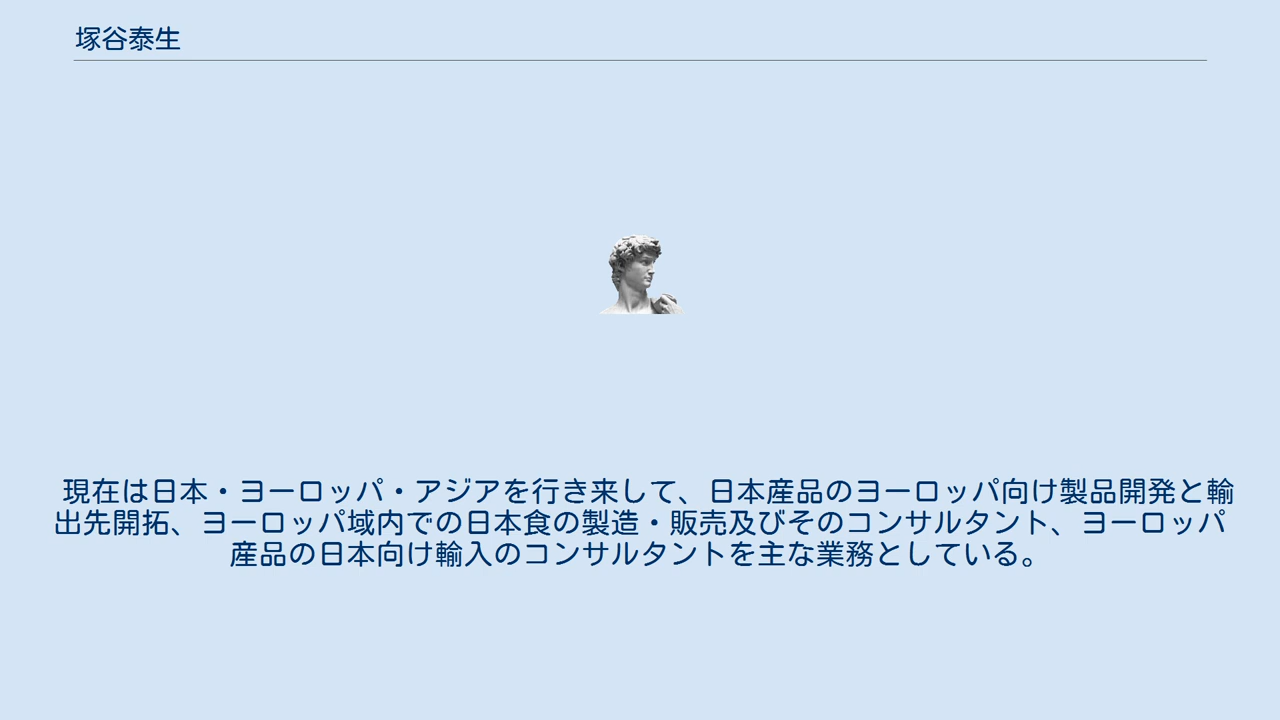 塚谷泰生
現在は日本・ヨーロッパ・アジアを行き来して、日本産品のヨーロッパ向け製品開発と輸
出先開拓、ヨーロッパ域内での日本食の製造・販売及びそのコンサルタント、ヨーロッパ
産品の日本向け輸入のコンサルタントを主な業務としている。